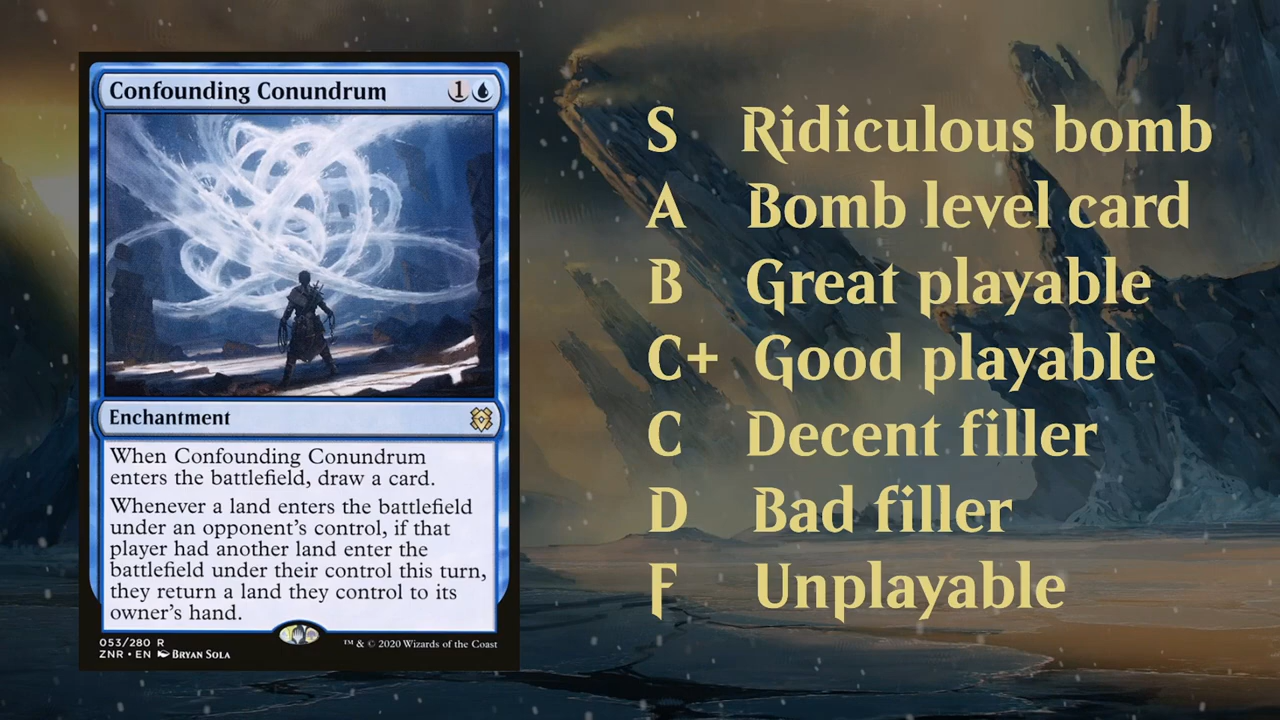 Confounding Conundrum 1
Enchantment
When Confounding Conundrum
enters the battlefield, draw a card.
Whenever a land enters the battlefield
under an opponent's control, if that
player had another land enter the
battlefield under their control this turn,
they return a land they control to its
owner's hand.
053/280 R
ZNR • EN Bryan Sola
™ & © 2020 Wizards of the Coast
S Ridiculous bomb
A Bomb level card
B Great playable
C+ Good playable
C Decent filler
D Bad filler
F Unplayable